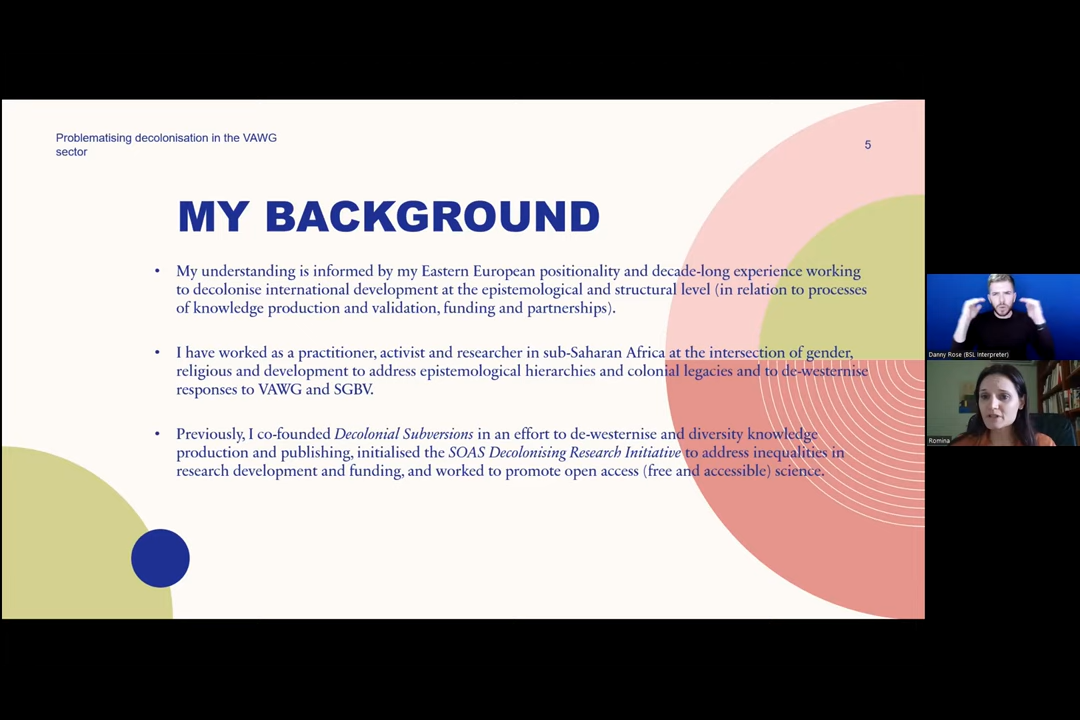 Problematising decolonisation in the VAWG
sector
5
MY BACKGROUND
• My understanding is informed by my Eastern European positionality and decade-long experience working
to decolonise international development at the epistemological and structural level (in relation to processes
of knowledge production and validation, funding and partnerships).
• I have worked as a practitioner, activist and researcher in sub-Saharan Africa at the intersection of gender,
religious and development to address epistemological hierarchies and colonial legacies and to de-westernise
responses to VAWG and SGBV.
• Previously, I co-founded Decolonial Subversions in an effort to de-westernise and diversity knowledge
production and publishing, initialised the SOAS Decolonising Research Initiative to address inequalities in
research development and funding, and worked to promote open access (free and accessible) science.
Danny Rose (BSL interpreter)
Romina